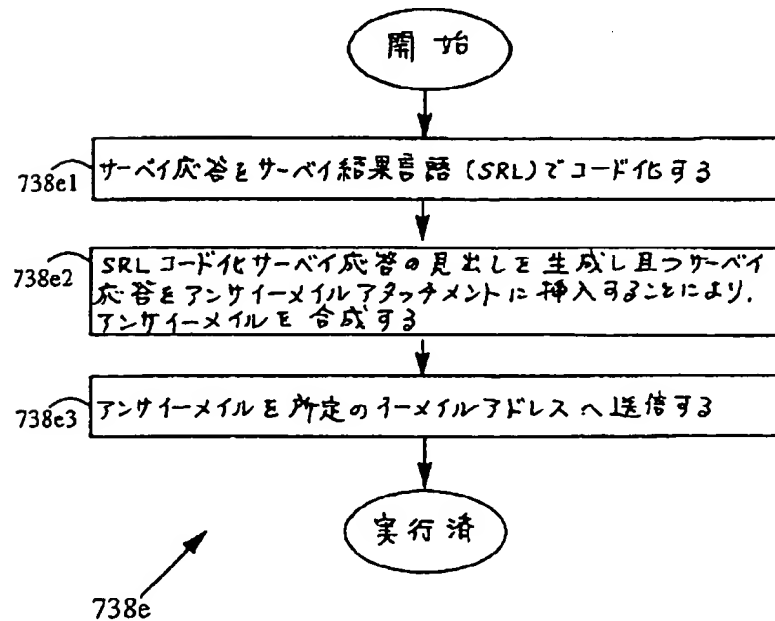 開始
738e1
サーベイ応答をサーベイ結果言語(SRL)でコード化する
738e2
SRLコード化サーベイ応答の見出しを生成し且つサーベイ
応答をアンサイーメイルアタッチメントに挿入することにより、
アンサイーメイルを合成する
738e3
アンサイーメイルを所定のイーメイルアドレスへ送信する
実行済
738e